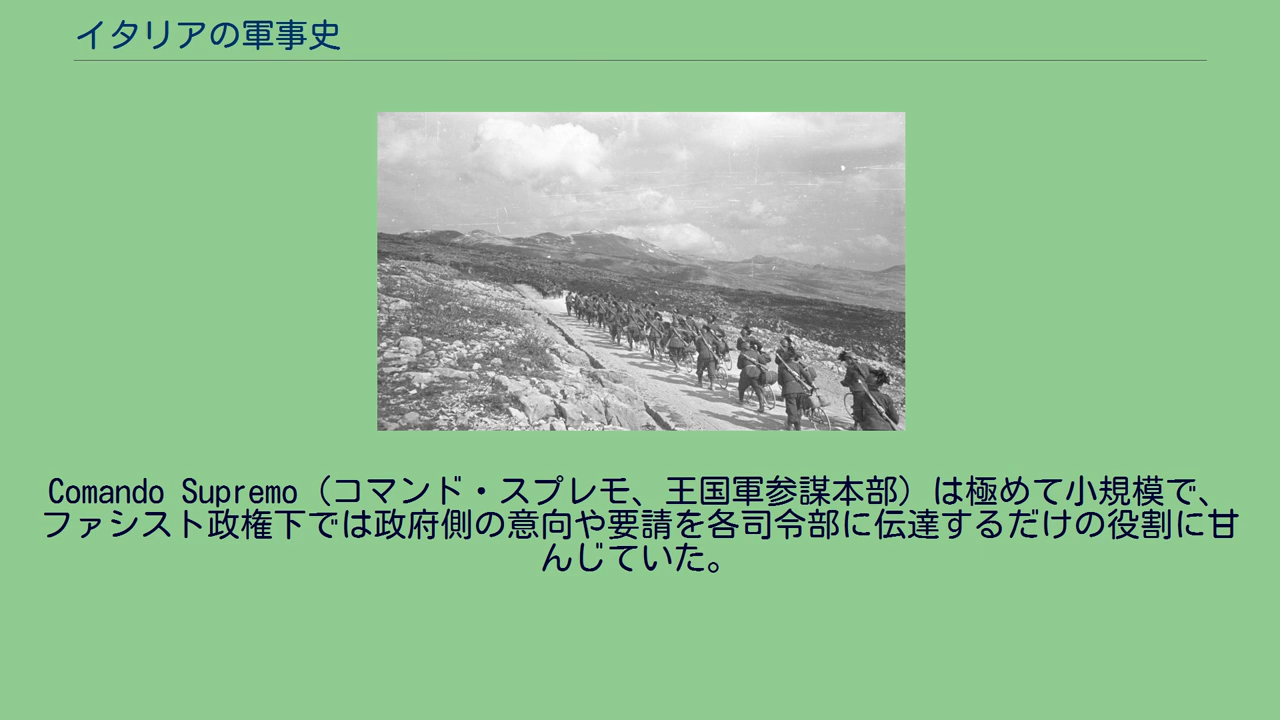 イタリアの軍事史
Comando Supremo（コマンド・スプレモ、王国軍参謀本部）は極めて小規模で、
ファシスト政権下では政府側の意向や要請を各司令部に伝達するだけの役割に甘
んじていた。